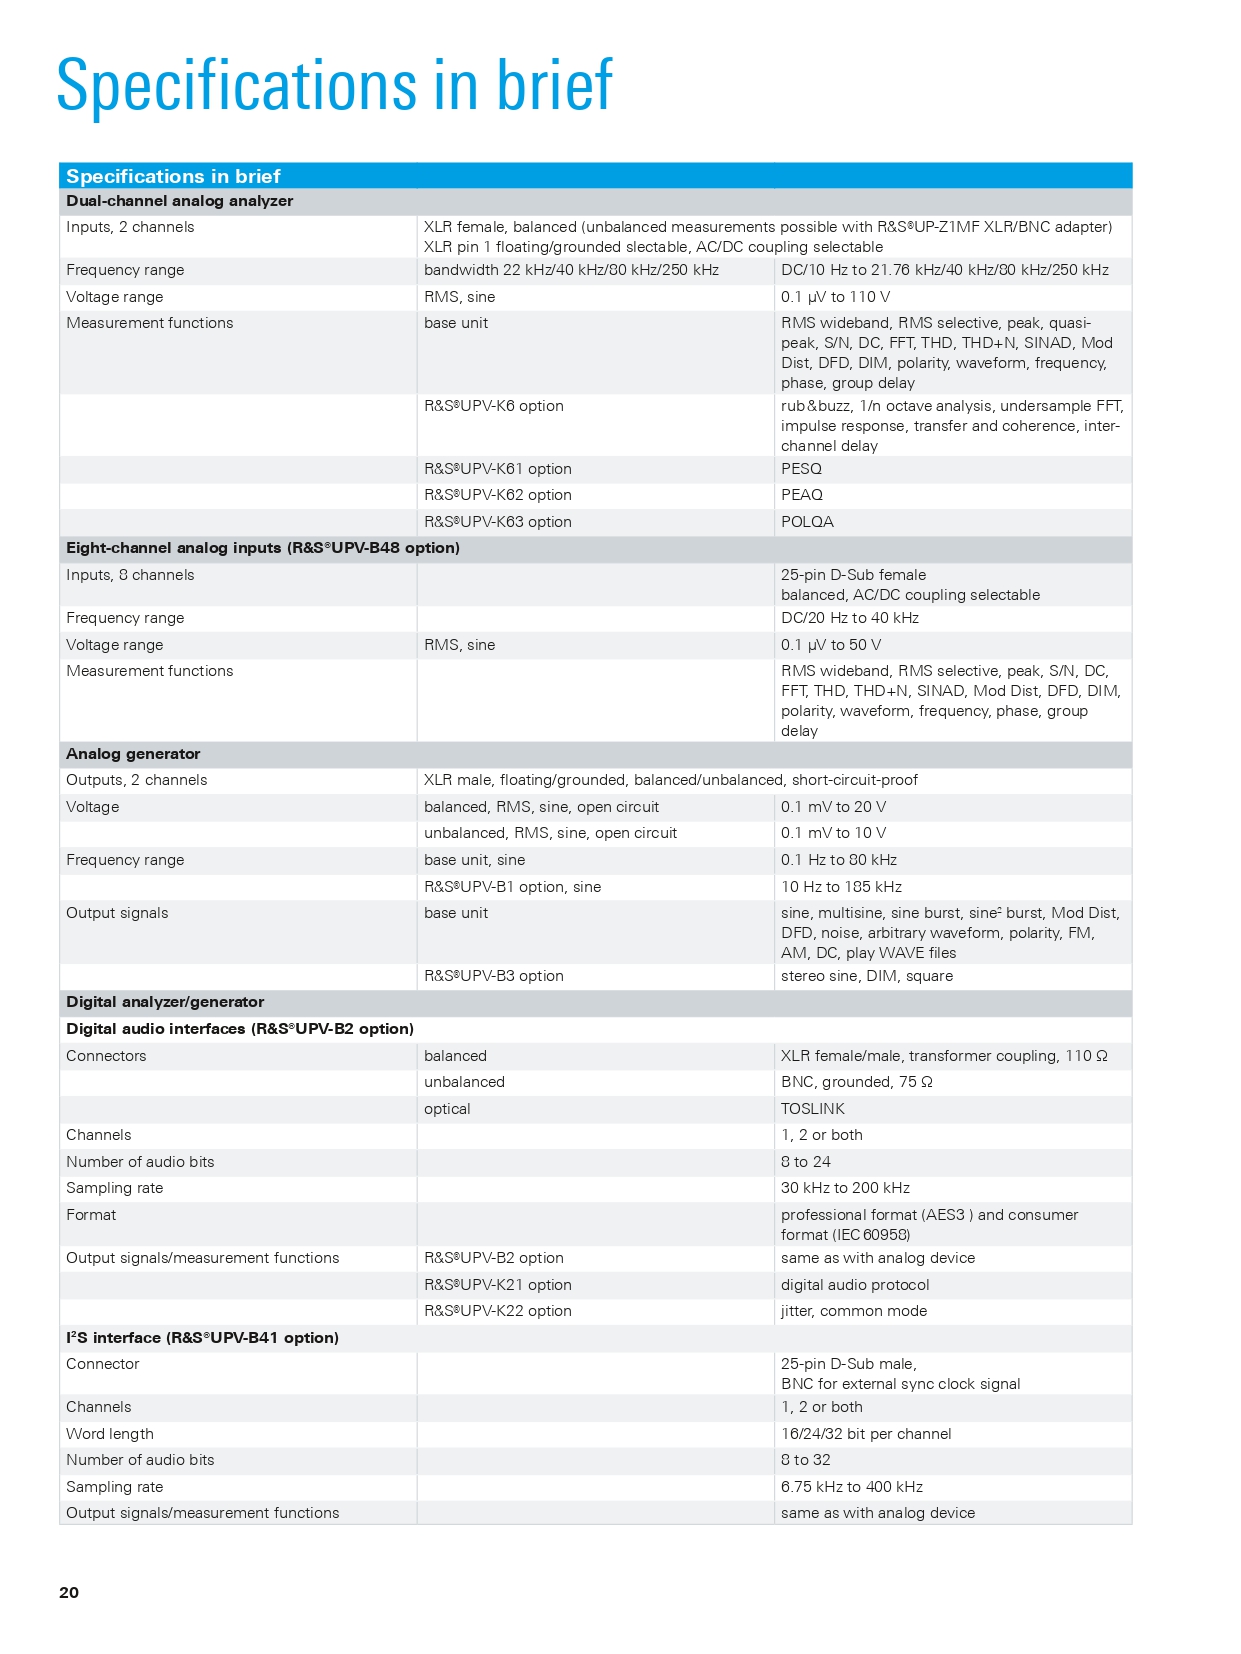 Specifications in brief
Specifications in brief
Dual-channel analog analyzer
Inputs, 2 channels XLR female, balanced (unbalanced measurements possible with R&S®UP-Z1MF XLR/BNC adapter)
XLR pin 1 floating/grounded slectable, AC/DC coupling selectable
Frequency range bandwidth 22 kHz/40 kHz/80 kHz/250 kHz DC/10 Hz to 21.76 kHz/40 kHz/80 kHz/250 kHz
Voltage range RMS, sine 0.1 µV to 110 V
Measurement functions base unit RMS wideband, RMS selective, peak, quasi-
peak, S/N, DC, FFT, THD, THD+N, SINAD, Mod
Dist, DFD, DIM, polarity, waveform, frequency,
phase, group delay
R&S®UPV-K6 option rub & buzz, 1/n octave analysis, undersample FFT,
impulse response, transfer and coherence, inter-
channel delay
R&S®UPV-K61 option PESQ
R&S®UPV-K62 option PEAQ
R&S®UPV-K63 option POLQA
Eight-channel analog inputs (R&S®UPV-B48 option)
Inputs, 8 channels 25-pin D-Sub female
balanced, AC/DC coupling selectable
Frequency range DC/20 Hz to 40 kHz
Voltage range RMS, sine 0.1 µV to 50 V
Measurement functions RMS wideband, RMS selective, peak, S/N, DC,
FFT, THD, THD+N, SINAD, Mod Dist, DFD, DIM,
polarity, waveform, frequency, phase, group
delay
Analog generator
Outputs, 2 channels XLR male, floating/grounded, balanced/unbalanced, short-circuit-proof
Voltage balanced, RMS, sine, open circuit 0.1 mV to 20 V
unbalanced, RMS, sine, open circuit 0.1 mV to 10 V
Frequency range base unit, sine 0.1 Hz to 80 kHz
R&S®UPV-B1 option, sine 10 Hz to 185 kHz
Output signals base unit sine, multisine, sine burst, sine² burst, Mod Dist,
DFD, noise, arbitrary waveform, polarity, FM,
AM, DC, play WAVE files
R&S®UPV-B3 option stereo sine, DIM, square
Digital analyzer/generator
Digital audio interfaces (R&S®UPV-B2 option)
Connectors balanced XLR female/male, transformer coupling, 110 Ω
unbalanced BNC, grounded, 75 Ω
optical TOSLINK
Channels 1, 2 or both
Number of audio bits 8 to 24
Sampling rate 30 kHz to 200 kHz
Format professional format (AES3 ) and consumer
format (IEC 60958)
Output signals/measurement functions R&S®UPV-B2 option same as with analog device
R&S®UPV-K21 option digital audio protocol
R&S®UPV-K22 option jitter, common mode
I²S interface (R&S®UPV-B41 option)
Connector 25-pin D-Sub male,
BNC for external sync clock signal
Channels 1, 2 or both
Word length 16/24/32 bit per channel
Number of audio bits 8 to 32
Sampling rate 6.75 kHz to 400 kHz
Output signals/measurement functions same as with analog device
20